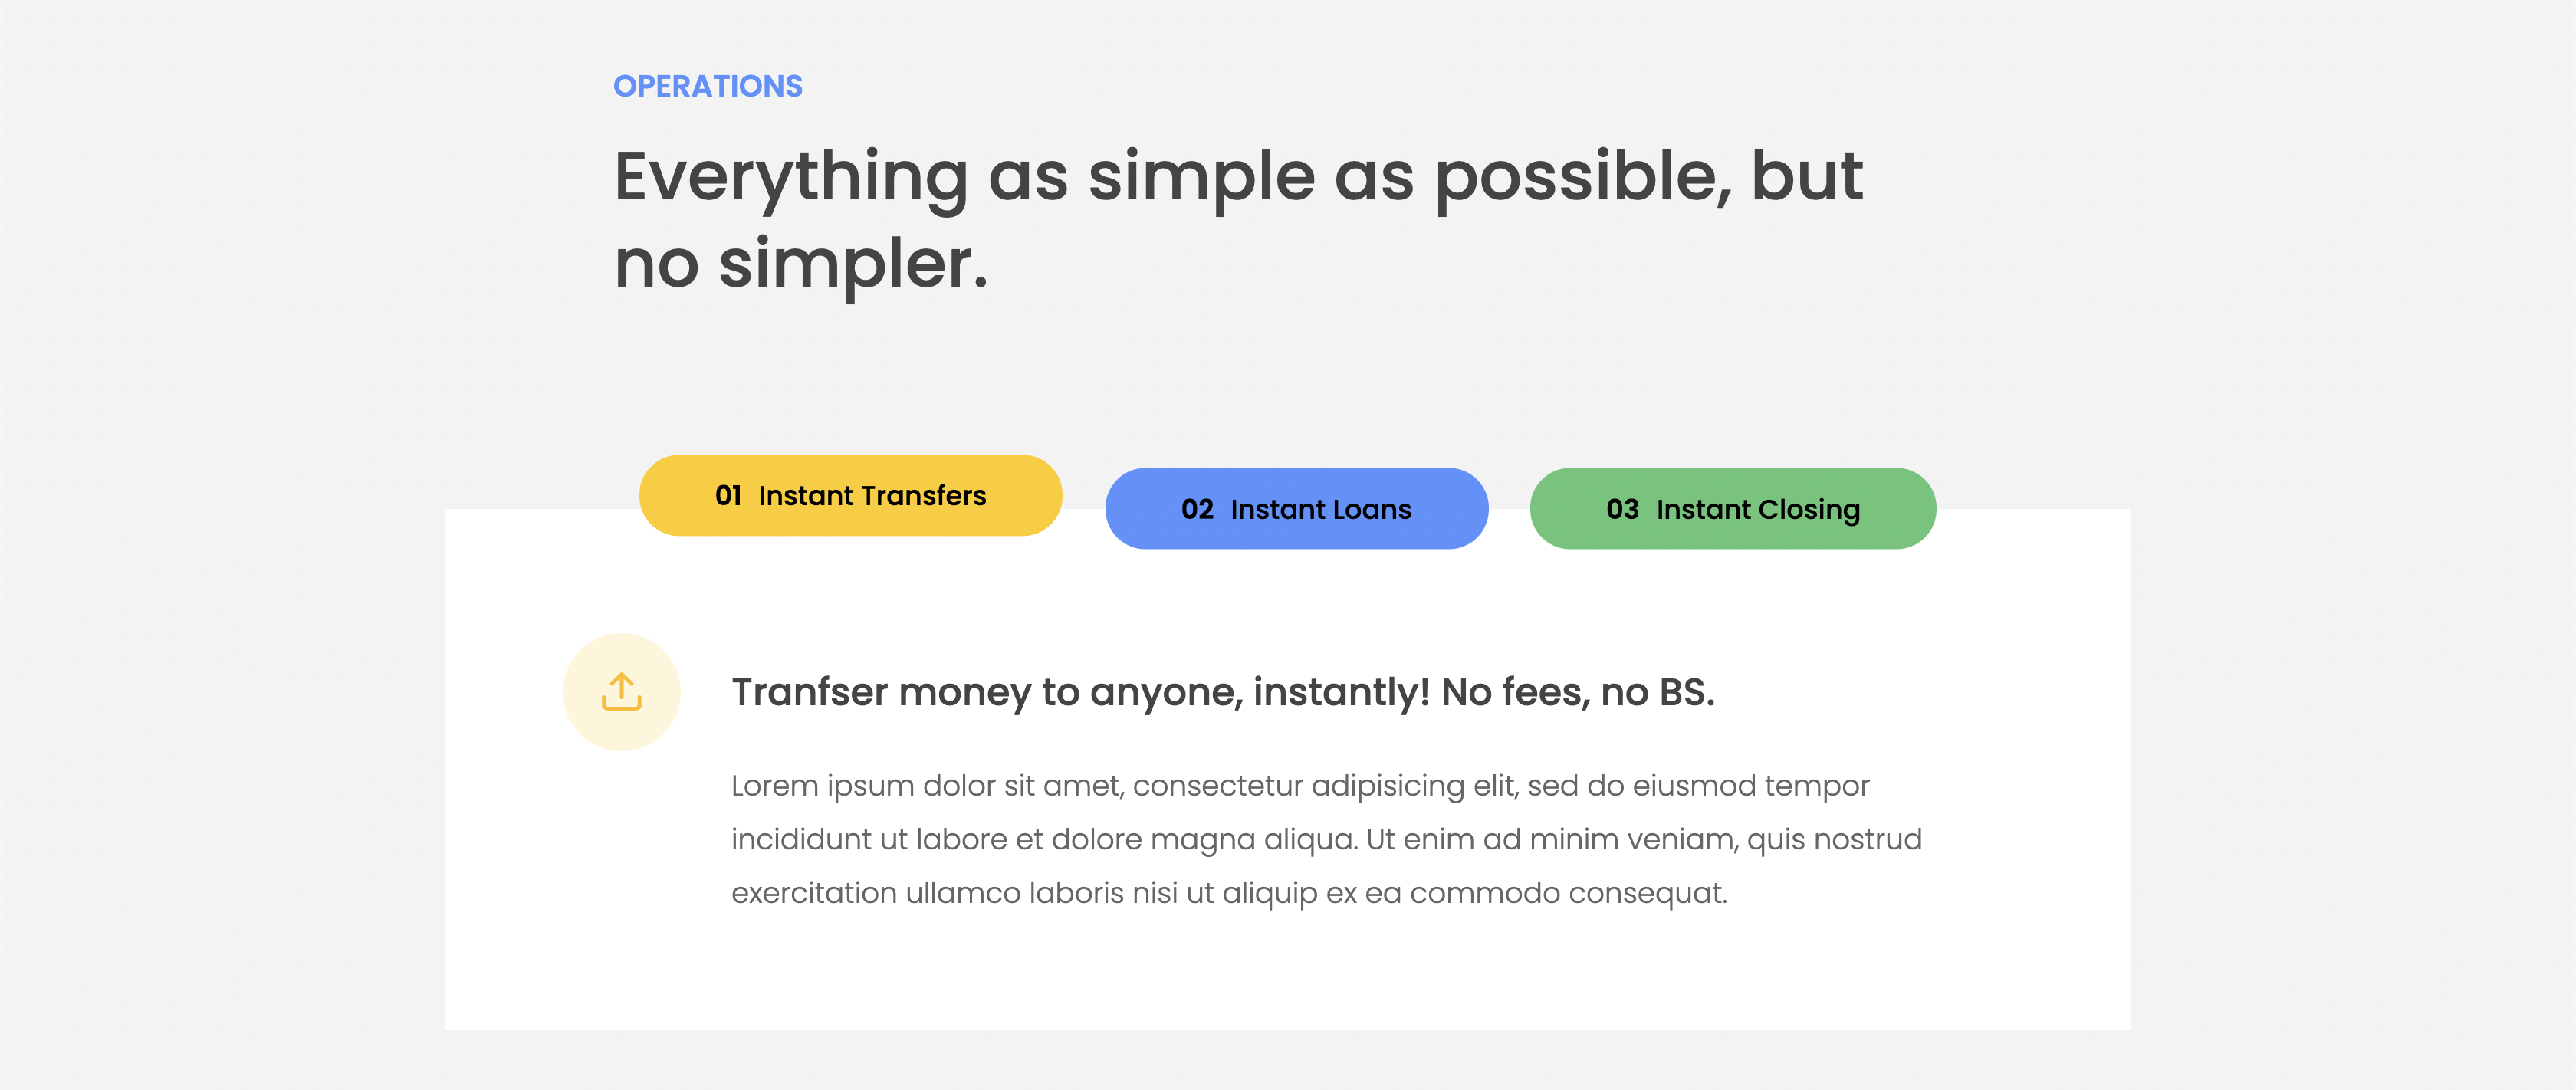 OPERATIONS
Everything as simple as possible, but
no simpler.
01 Instant Transfers
02 Instant Loans
03 Instant Closing
Tranfser money to anyone, instantly! No fees, no BS.
Lorem ipsum dolor sit amet, consectetur adipisicing elit, sed do eiusmod tempor
incididunt ut labore et dolore magna aliqua. Ut enim ad minim veniam, quis nostrud
exercitation ullamco laboris nisi ut aliquip ex ea commodo consequat.